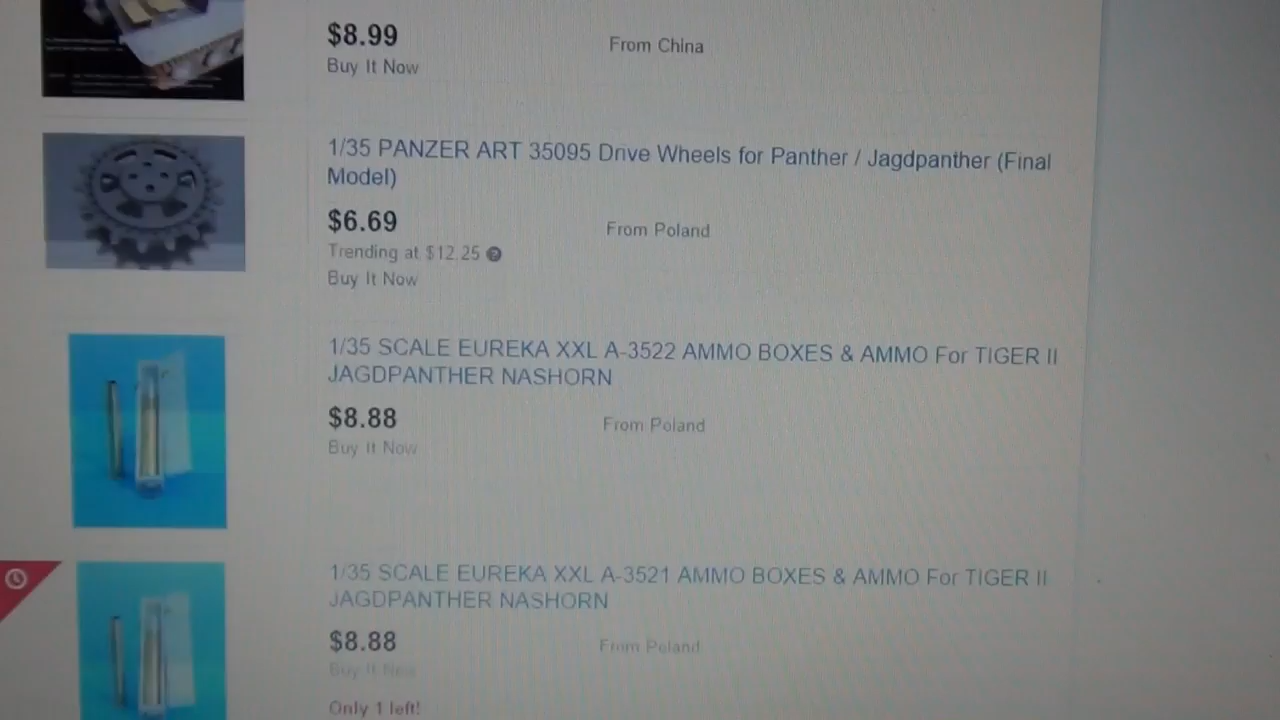 $8.99
From China
Buy It Now
1/35 PANZER ART 35095 Drive Wheels for Panther / Jagdpanther (Final
Model)
$6.69
From Poland
Trending at $12.25
Buy It Now
1/35 SCALE EUREKA XXL A-3522 AMMO BOXES & AMMO For TIGER II
JAGDPANTHER NASHORN
$8.88
From Poland
Buy It Now
1/35 SCALE EUREKA XXL A-3521 AMMO BOXES & AMMO For TIGER II
JAGDPANTHER NASHORN
$8.88
From Poland
Buy It Now
Only 1 left!